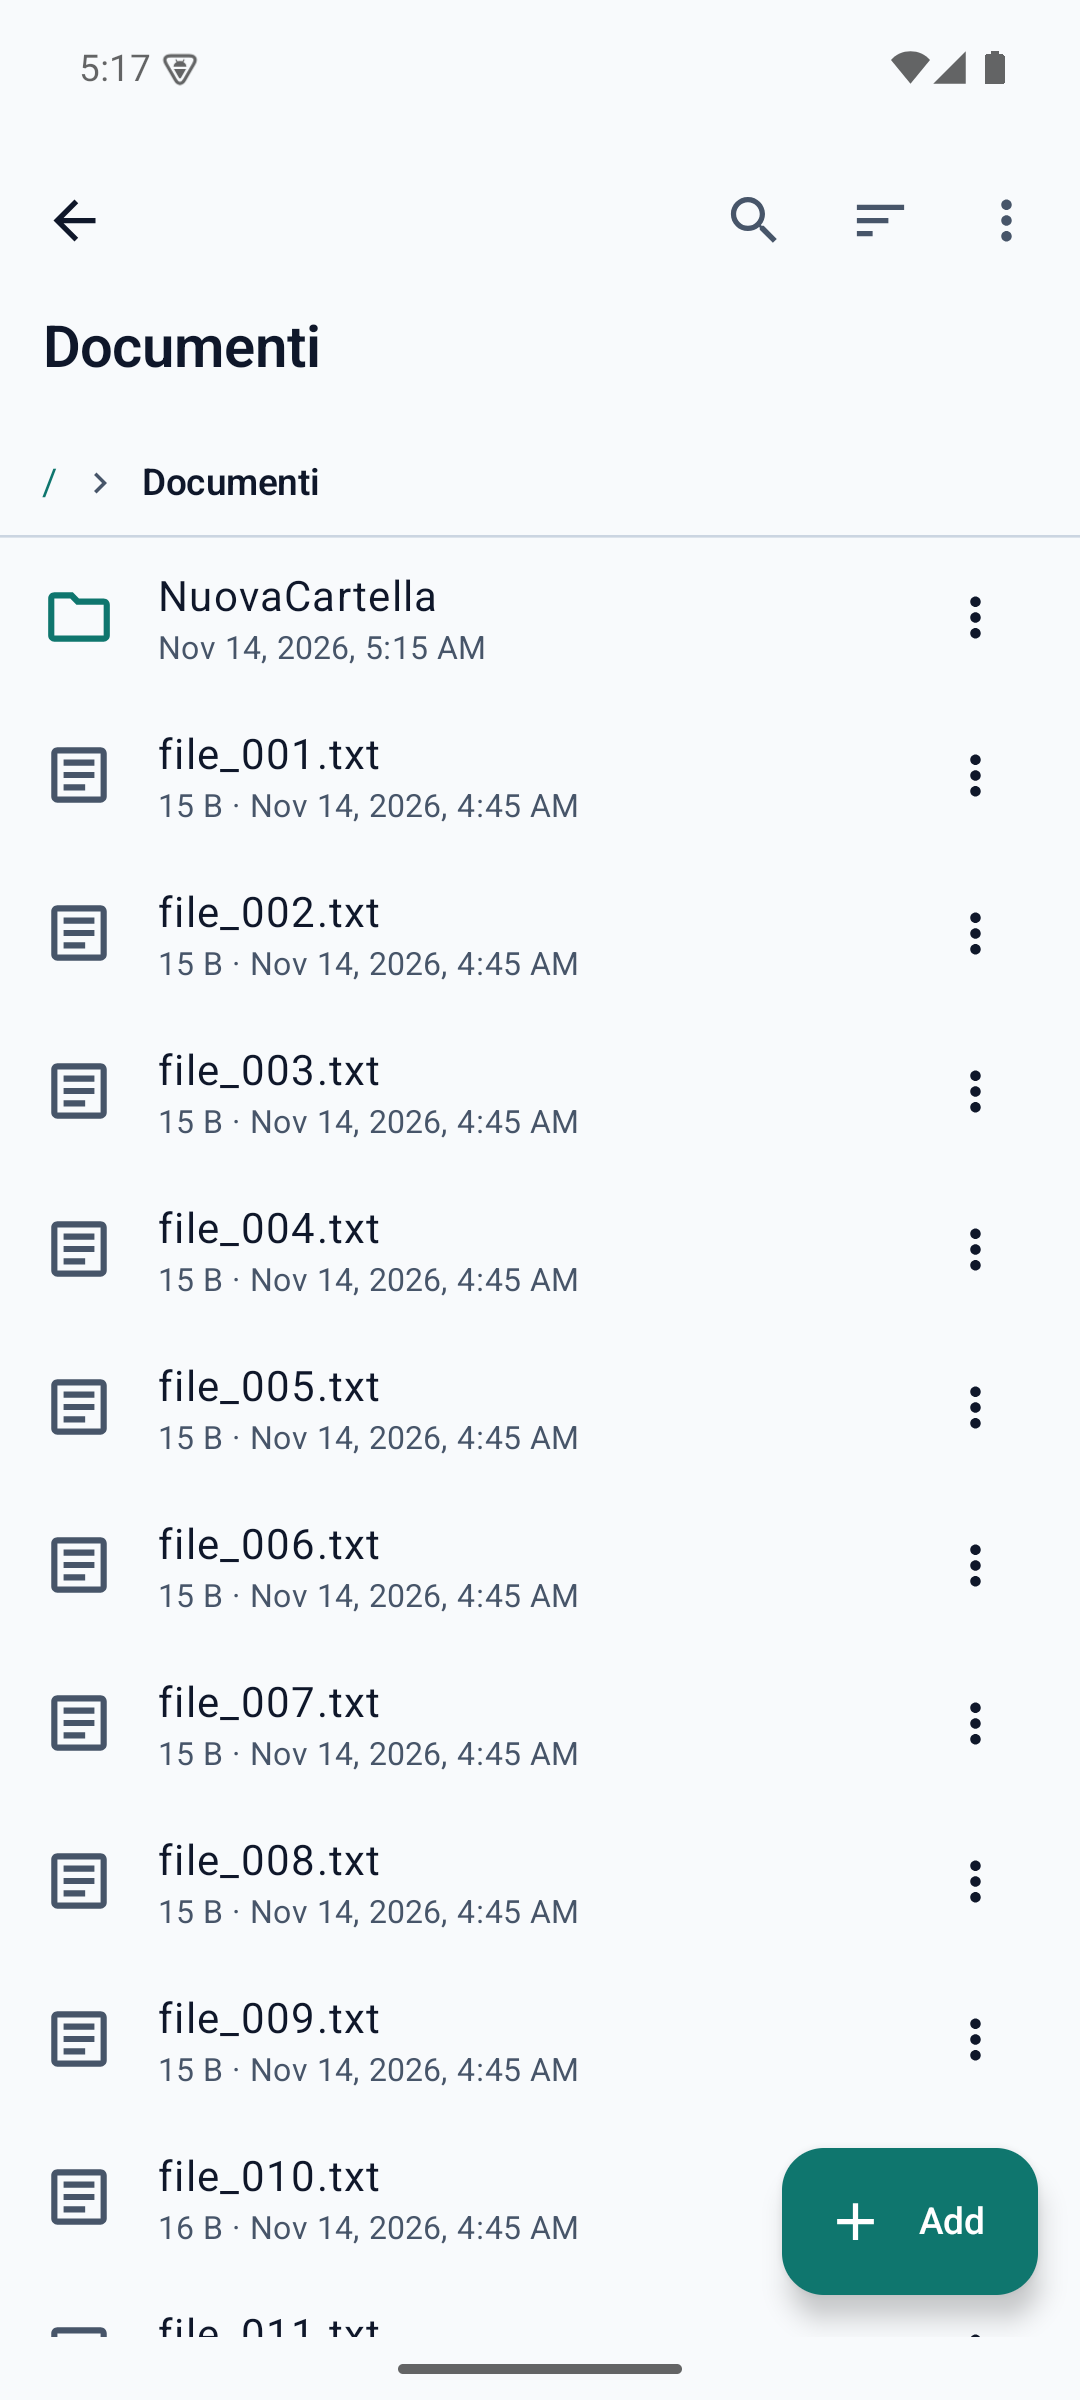 5:17
Documenti
/ Documenti
NuovaCartella
Nov 14, 2026, 5:15 AM
file_001.txt
15 B · Nov 14, 2026, 4:45 AM
file_002.txt
15 B · Nov 14, 2026, 4:45 AM
file_003.txt
15 B · Nov 14, 2026, 4:45 AM
file_004.txt
15 B · Nov 14, 2026, 4:45 AM
file_005.txt
15 B · Nov 14, 2026, 4:45 AM
file_006.txt
15 B · Nov 14, 2026, 4:45 AM
file_007.txt
15 B · Nov 14, 2026, 4:45 AM
file_008.txt
15 B · Nov 14, 2026, 4:45 AM
file_009.txt
15 B · Nov 14, 2026, 4:45 AM
file_010.txt
16 B · Nov 14, 2026, 4:45 AM
Add
file_011.txt